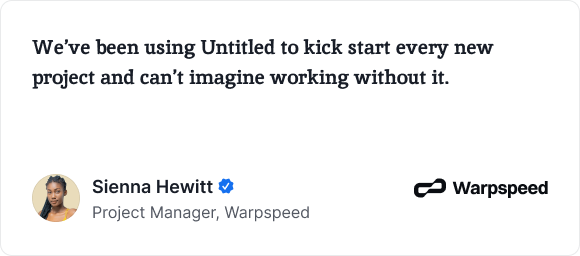 We’ve been using Untitled to kick start every new
project and can’t imagine working without it.
Sienna Hewitt
Project Manager, Warpspeed
Warpspeed